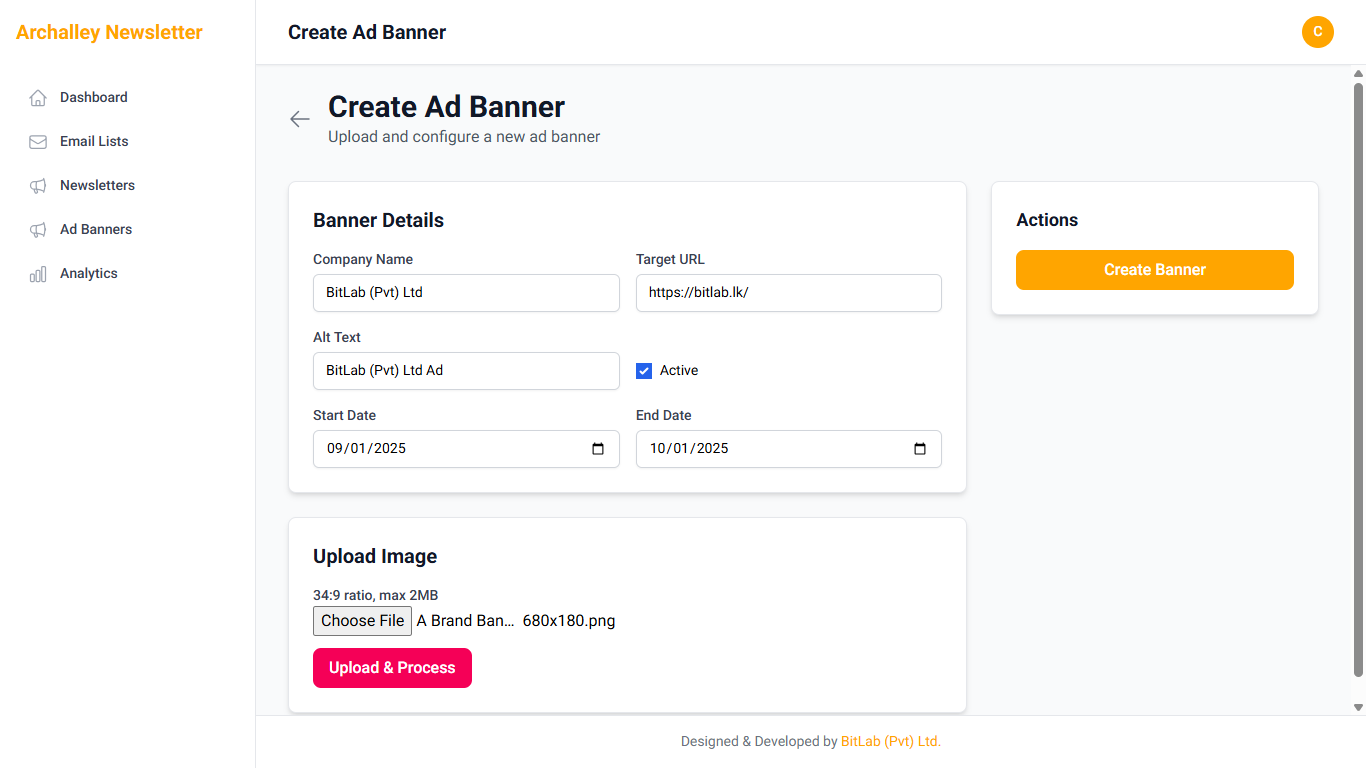 Archalley Newsletter
Create Ad Banner
C
Dashboard
Email Lists
Newsletters
Ad Banners
Analytics
Create Ad Banner
Upload and configure a new ad banner
Banner Details
Company Name
Target URL
BitLab (Pvt) Ltd
https://bitlab.lk/
Alt Text
BitLab (Pvt) Ltd Ad
Active
Start Date
End Date
09/01/2025
10/01/2025
Actions
Create Banner
Upload Image
34:9 ratio, max 2MB
Choose File A Brand Ban... 680x180.png
Upload & Process
Designed & Developed by BitLab (Pvt) Ltd.